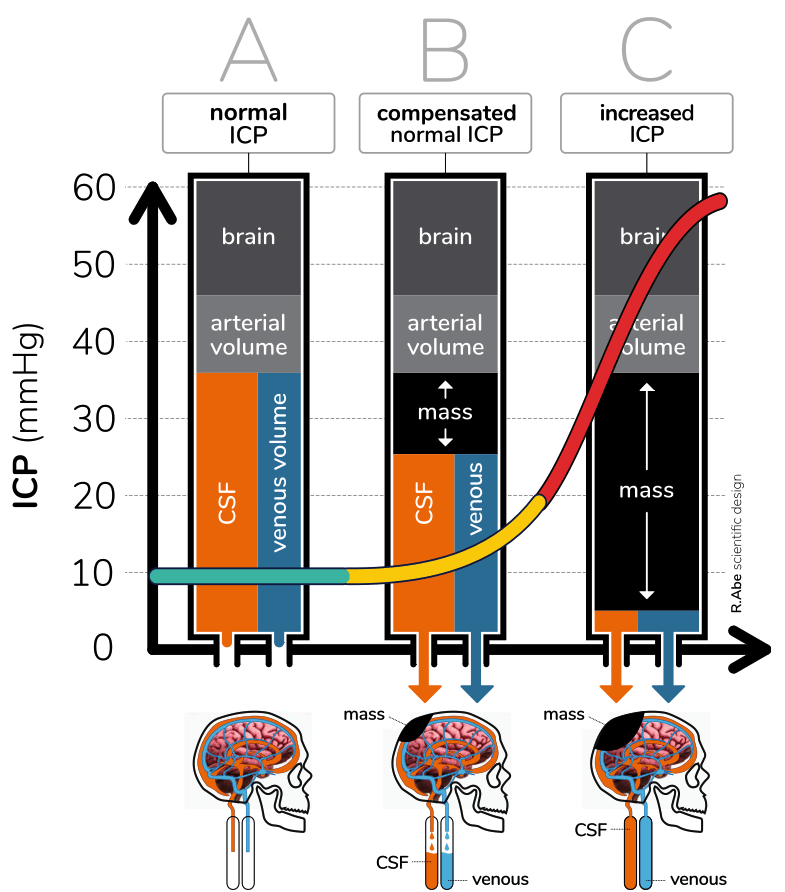 A
B
C
normal
ICP
compensated
normal ICP
increased
ICP
60
50
40
30
20
10
0
ICP (mmHg)
brain
arterial
volume
CSF
venous volume
brain
arterial
volume
mass
CSF
venous
brain
arterial
volume
mass
R.Abe scientific design
mass
CSF
venous
mass
CSF
venous